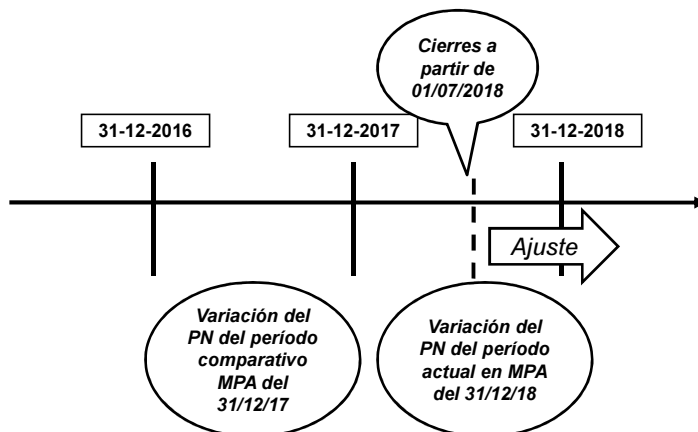 Cierres a
partir de
01/07/2018
31-12-2016
31-12-2017
31-12-2018
Ajuste
Variación del
PN del período
comparativo
MPA del
31/12/17
Variación del
PN del período
actual en MPA
del 31/12/18